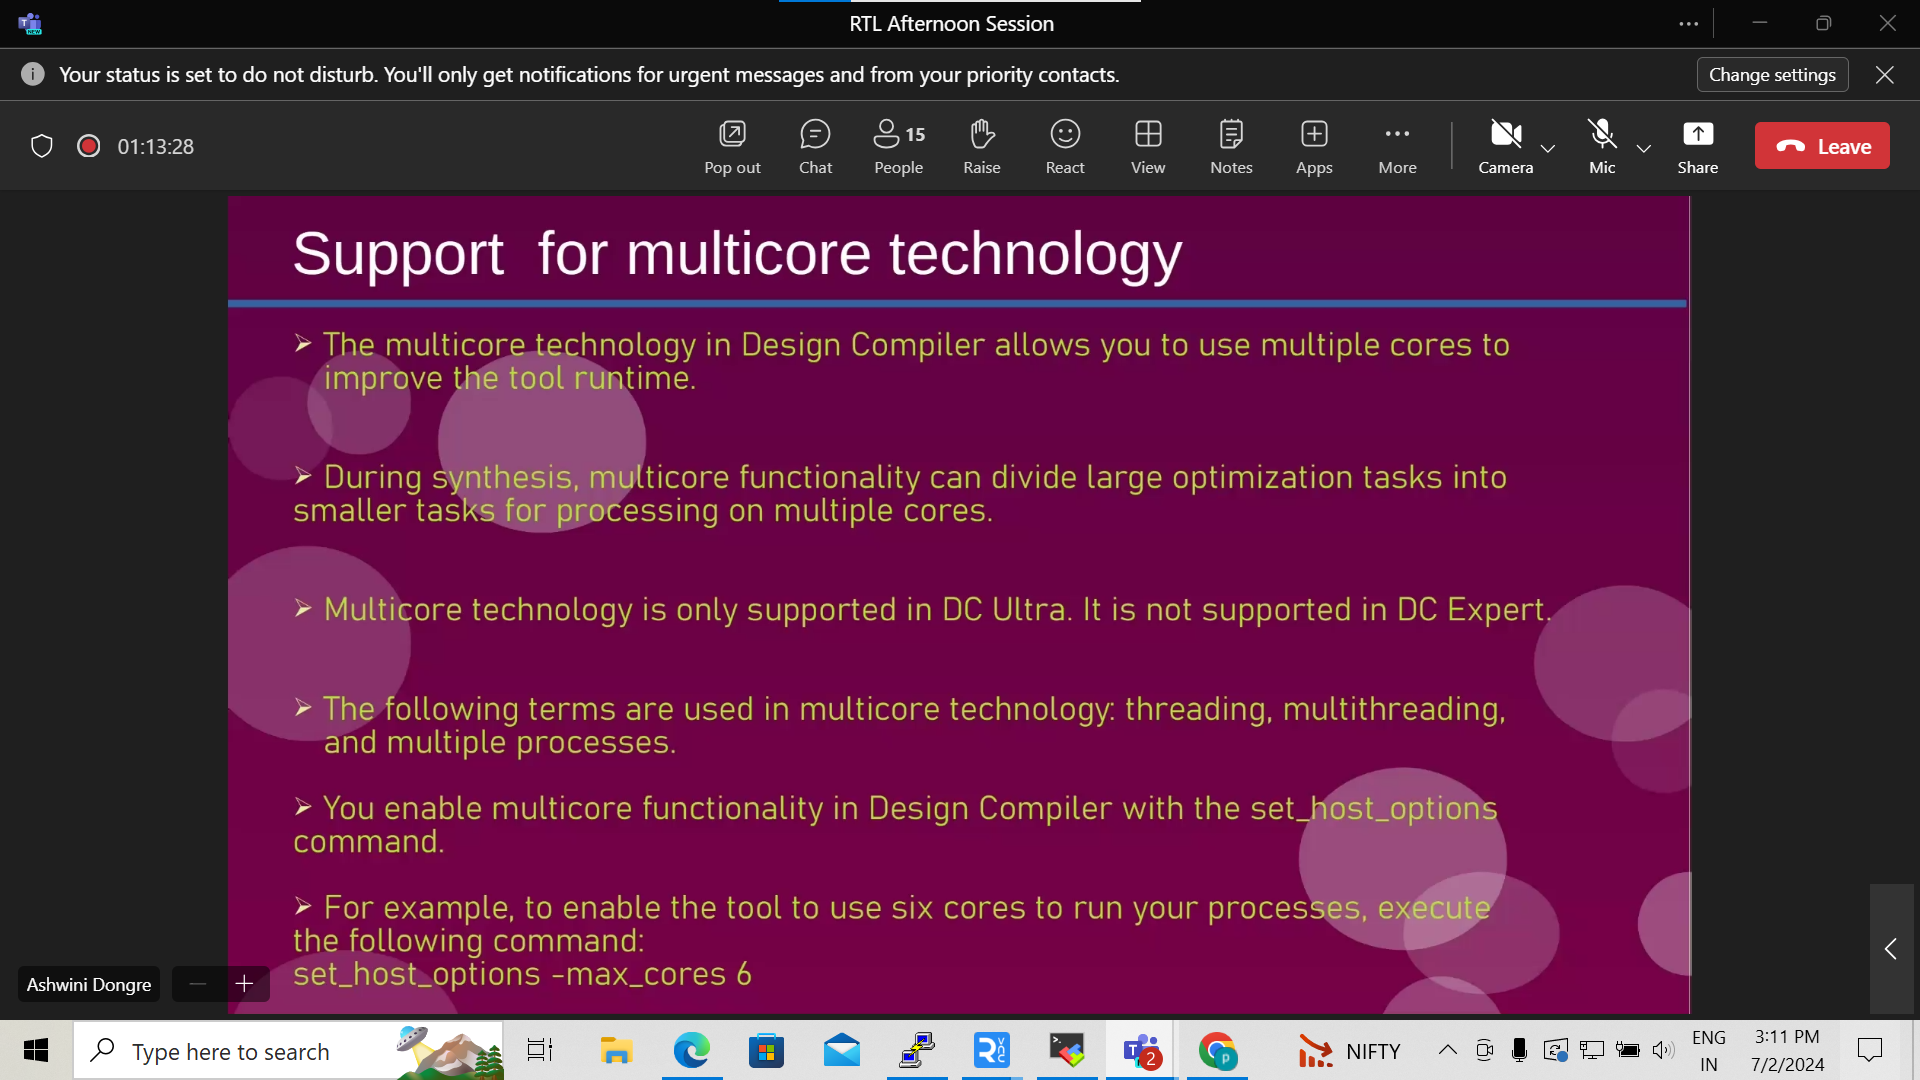 RTL Afternoon Session
Your status is set to do not disturb. You'll only get notifications for urgent messages and from your priority contacts.
Change settings
01:13:28
Pop out
Chat
15
People
Raise
React
View
Notes
Apps
More
Camera
Mic
Share
Leave
Support for multicore technology
➢ The multicore technology in Design Compiler allows you to use multiple cores to
improve the tool runtime.
➢ During synthesis, multicore functionality can divide large optimization tasks into
smaller tasks for processing on multiple cores.
➢ Multicore technology is only supported in DC Ultra. It is not supported in DC Expert.
➢ The following terms are used in multicore technology: threading, multithreading,
and multiple processes.
➢ You enable multicore functionality in Design Compiler with the set_host_options
command.
➢ For example, to enable the tool to use six cores to run your processes, execute
the following command:
set_host_options -max_cores 6
Ashwini Dongre
Type here to search
2
p
NIFTY
ENG
IN
3:11 PM
7/2/2024